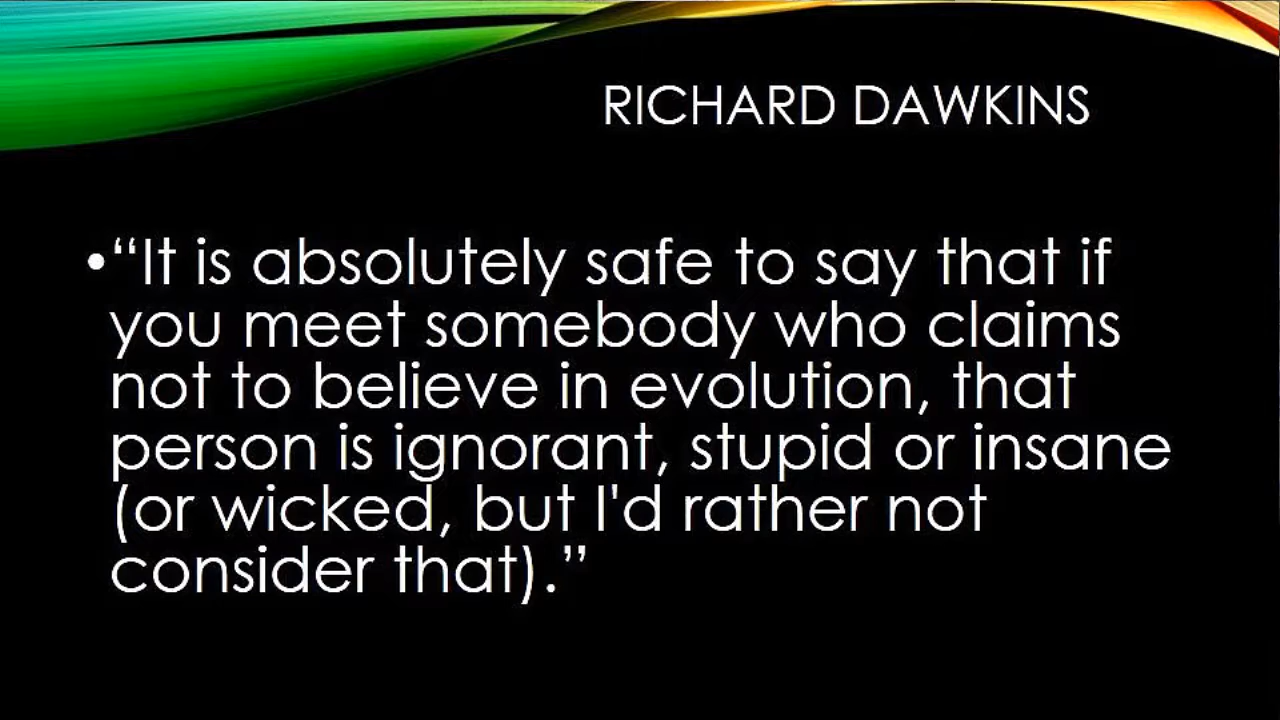 RICHARD DAWKINS
•“It is absolutely safe to say that if
you meet somebody who claims
not to believe in evolution, that
person is ignorant, stupid or insane
(or wicked, but I'd rather not
consider that).”